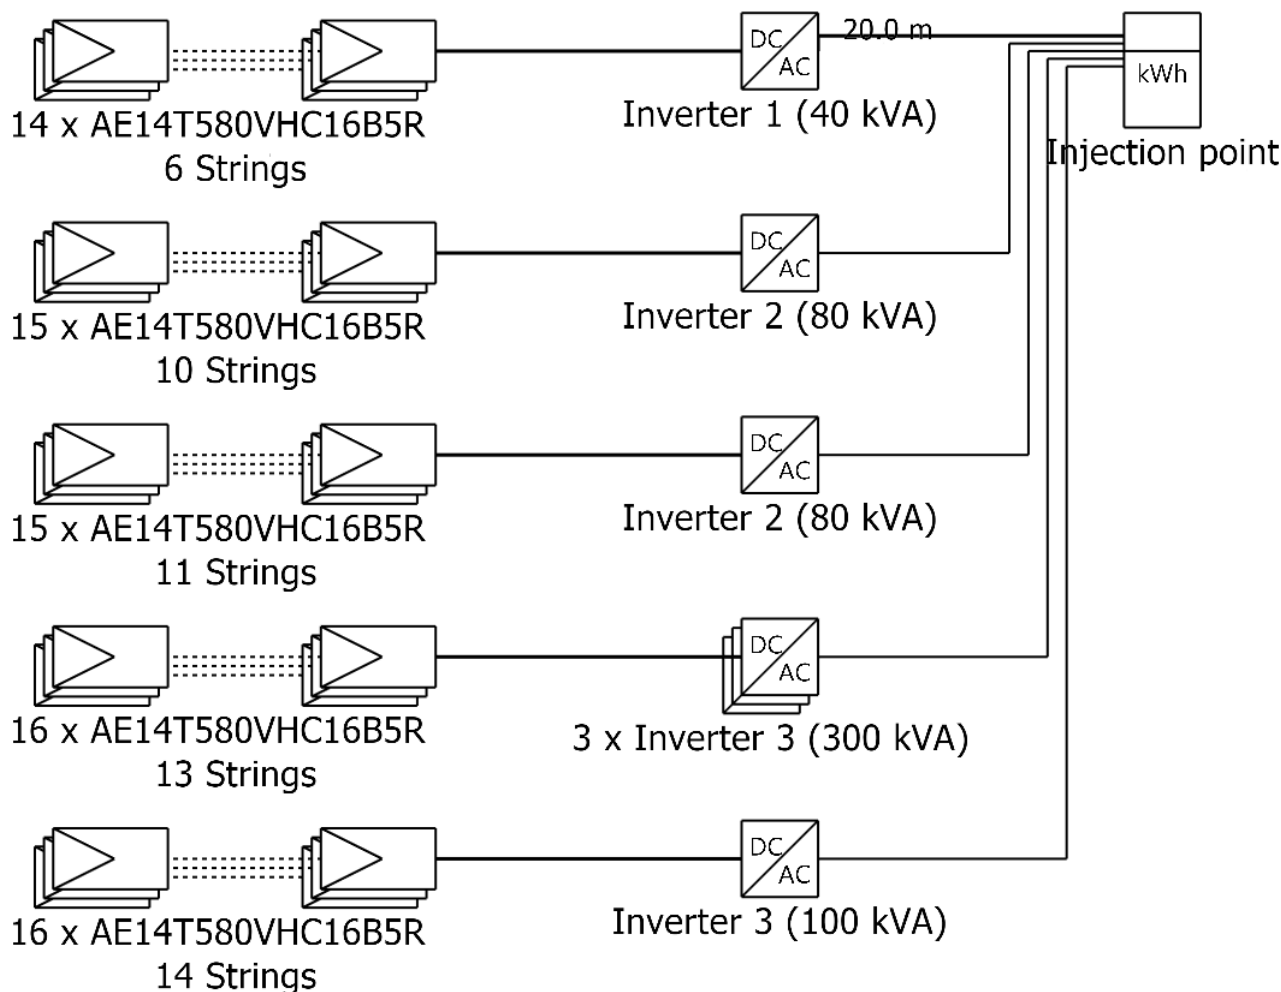 DC
AC
20.0 m
kWh
14 x AE14T580VHC16B5R
6 Strings
Inverter 1 (40 kVA)
Injection point
DC
AC
15 x AE14T580VHC16B5R
10 Strings
Inverter 2 (80 kVA)
DC
AC
15 x AE14T580VHC16B5R
11 Strings
Inverter 2 (80 kVA)
DC
AC
16 x AE14T580VHC16B5R
13 Strings
3 x Inverter 3 (300 kVA)
DC
AC
16 x AE14T580VHC16B5R
14 Strings
Inverter 3 (100 kVA)